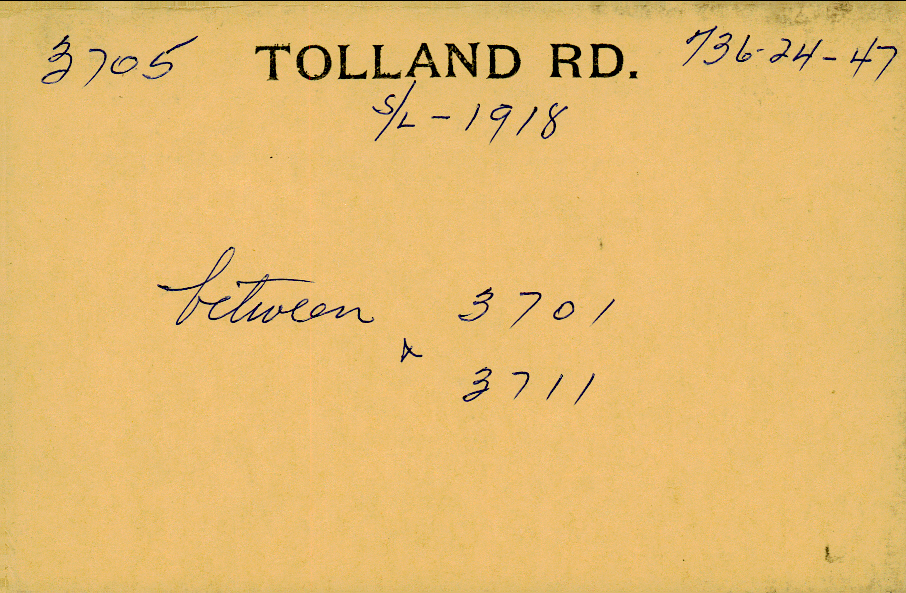 3705 TOLLAND RD. 736-24-47
S/L - 1918
between 3701
&
3711